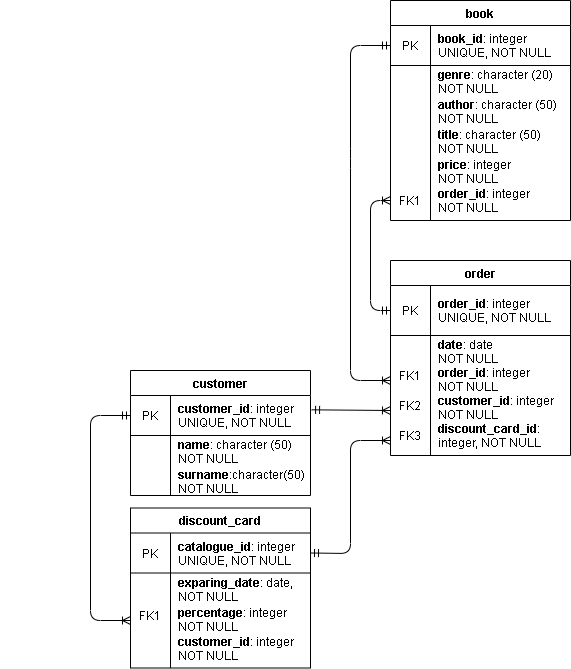 book
PK
book_id: integer
UNIQUE, NOT NULL
genre: character (20)
NOT NULL
author: character (50)
NOT NULL
title: character (50)
NOT NULL
price: integer
NOT NULL
FK1
order_id: integer
NOT NULL
order
PK
order_id: integer
UNIQUE, NOT NULL
date: date
NOT NULL
FK1
order_id: integer
NOT NULL
FK2
customer_id: integer
NOT NULL
FK3
discount_card_id:
integer, NOT NULL
customer
PK
customer_id: integer
UNIQUE, NOT NULL
name: character (50)
NOT NULL
surname:character(50)
NOT NULL
discount_card
PK
catalogue_id: integer
UNIQUE, NOT NULL
exparing_date: date,
NOT NULL
FK1
percentage: integer
NOT NULL
customer_id: integer
NOT NULL